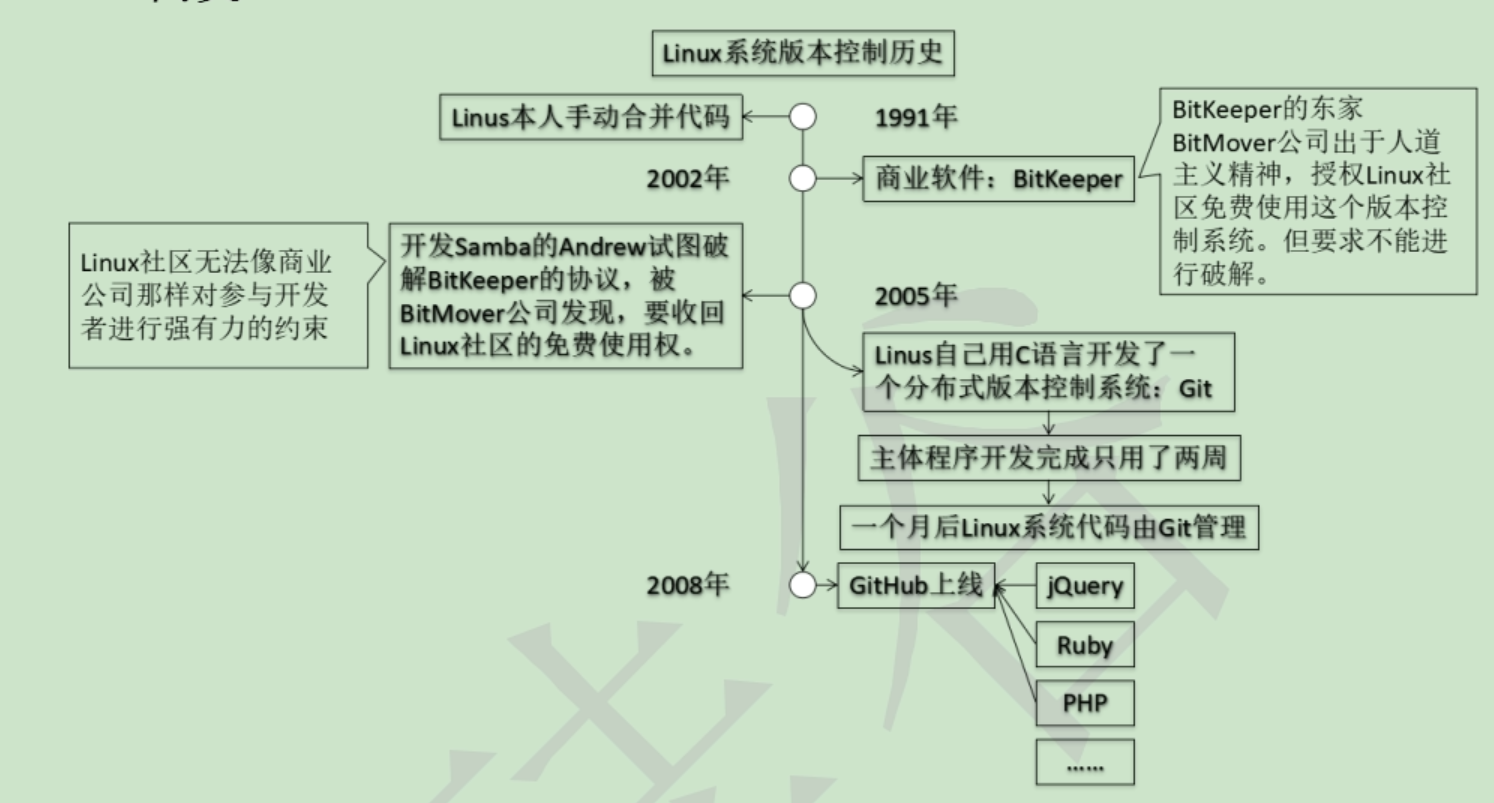 Linux系统版本控制历史
Linus本人手动合并代码
1991年
2002年
商业软件：BitKeeper
BitKeeper的东家
BitMover公司出于人道
主义精神，授权Linux社
区免费使用这个版本控
制系统。但要求不能进
行破解。
Linux社区无法像商业
公司那样对参与开发
者进行强有力的约束
开发Samba的Andrew试图破
解BitKeeper的协议，被
BitMover公司发现，要收回
Linux社区的免费使用权。
2005年
Linus自己用C语言开发了一
个分布式版本控制系统：Git
主体程序开发完成只用了两周
一个月后Linux系统代码由Git管理
2008年
GitHub上线
jQuery
Ruby
PHP
……